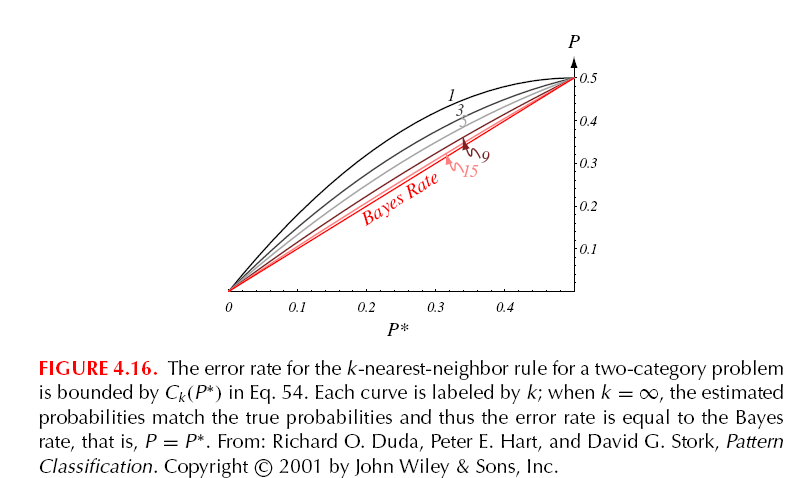 P
0.5
1
3
0.4
5
9
0.3
15
Bayes Rate
0.2
0.1
0 0.1 0.2 0.3 0.4
P*
FIGURE 4.16. The error rate for the k-nearest-neighbor rule for a two-category problem
is bounded by Cₖ(P*) in Eq. 54. Each curve is labeled by k; when k = ∞, the estimated
probabilities match the true probabilities and thus the error rate is equal to the Bayes
rate, that is, P = P*. From: Richard O. Duda, Peter E. Hart, and David G. Stork, Pattern
Classification. Copyright © 2001 by John Wiley & Sons, Inc.